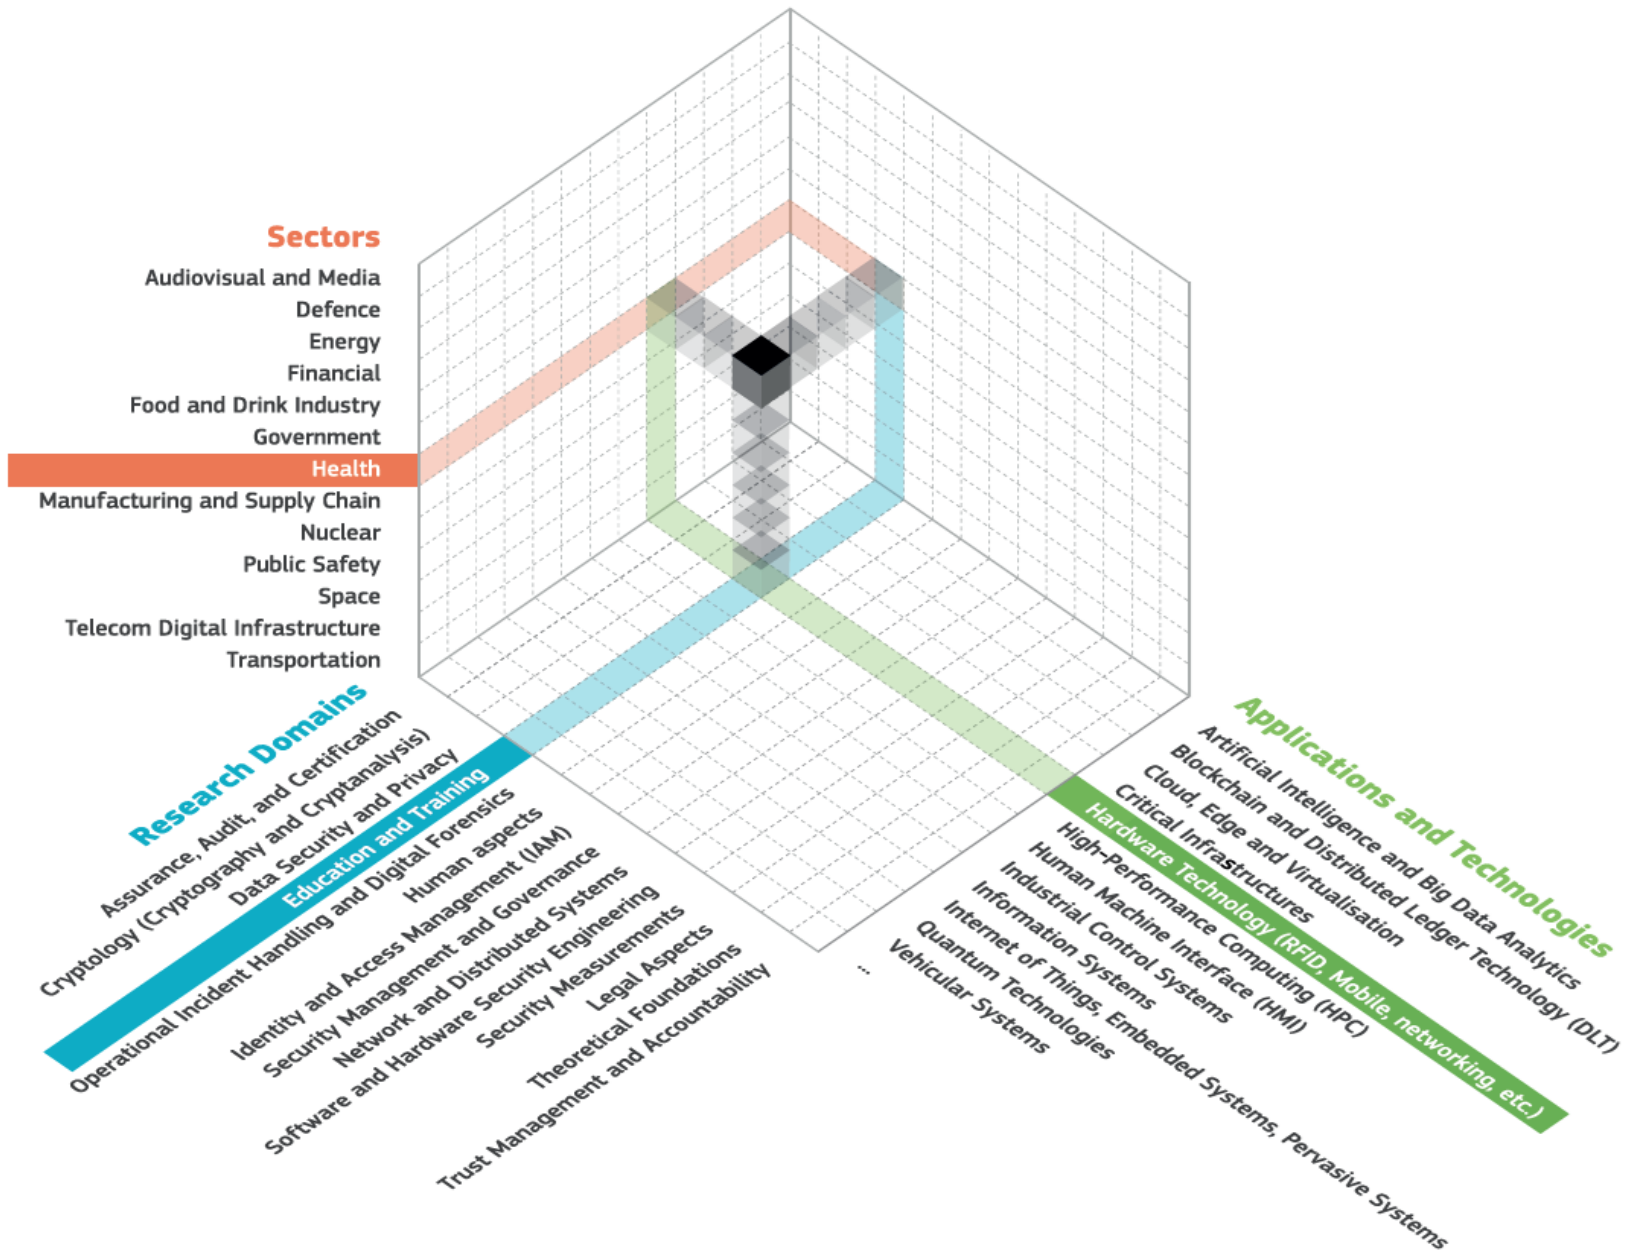 Sectors
Audiovisual and Media
Defence
Energy
Financial
Food and Drink Industry
Government
Health
Manufacturing and Supply Chain
Nuclear
Public Safety
Space
Telecom Digital Infrastructure
Transportation
Research Domains
Assurance, Audit, and Certification
Cryptology (Cryptography and Cryptanalysis)
Data Security and Privacy
Education and Training
Operational Incident Handling and Digital Forensics
Human aspects
Identity and Access Management (IAM)
Security Management and Governance
Network and Distributed Systems
Software and Hardware Security Engineering
Security Measurements
Legal Aspects
Theoretical Foundations
Trust Management and Accountability
Applications and Technologies
Artificial Intelligence and Big Data Analytics
Blockchain and Distributed Ledger Technology (DLT)
Cloud, Edge and Virtualisation
Critical Infrastructures
Hardware Technology (RFID, Mobile, networking, etc.)
High-Performance Computing (HPC)
Human Machine Interface (HMI)
Industrial Control Systems
Information Systems
Internet of Things, Embedded Systems, Pervasive Systems
Quantum Technologies
Vehicular Systems
...